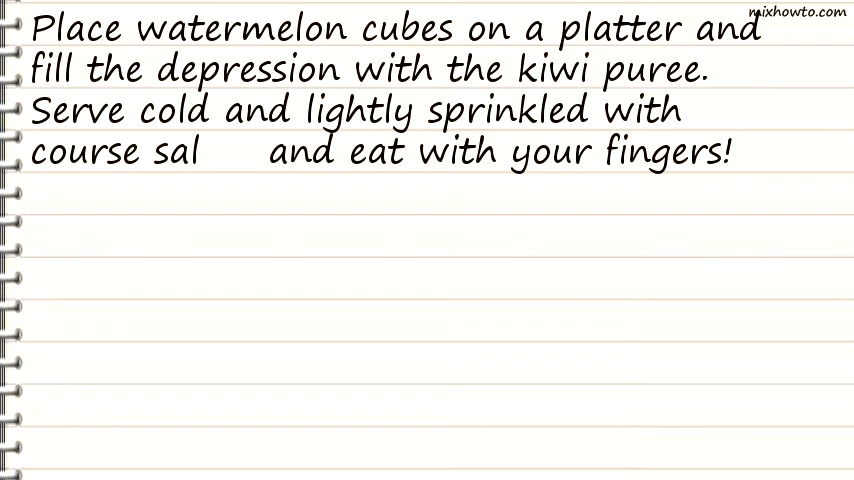 mixhowto.com
Place watermelon cubes on a platter and
fill the depression with the kiwi puree.
Serve cold and lightly sprinkled with
course sal and eat with your fingers!